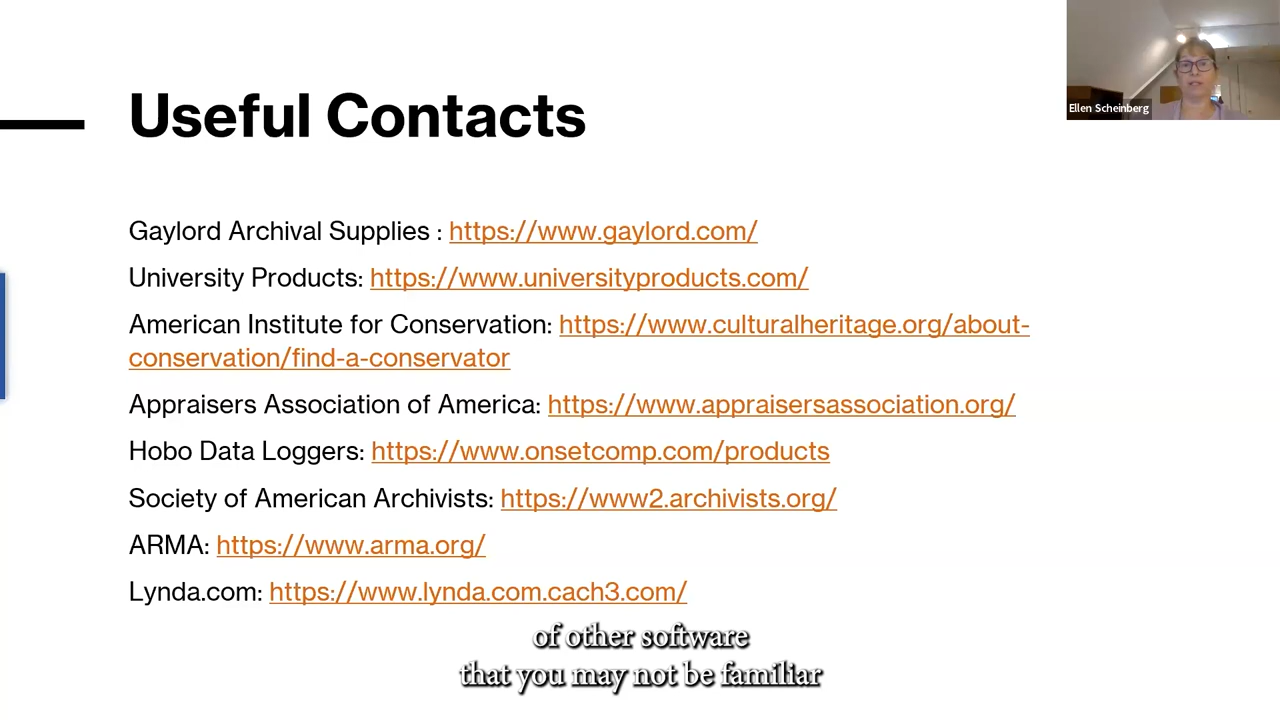 Useful Contacts
Ellen Scheinberg
Gaylord Archival Supplies : https://www.gaylord.com/
University Products: https://www.universityproducts.com/
American Institute for Conservation: https://www.culturalheritage.org/about-
conservation/find-a-conservator
Appraisers Association of America: https://www.appraisersassociation.org/
Hobo Data Loggers: https://www.onsetcomp.com/products
Society of American Archivists: https://www2.archivists.org/
ARMA: https://www.arma.org/
Lynda.com: https://www.lynda.com.cach3.com/
of other software
that you may not be familiar